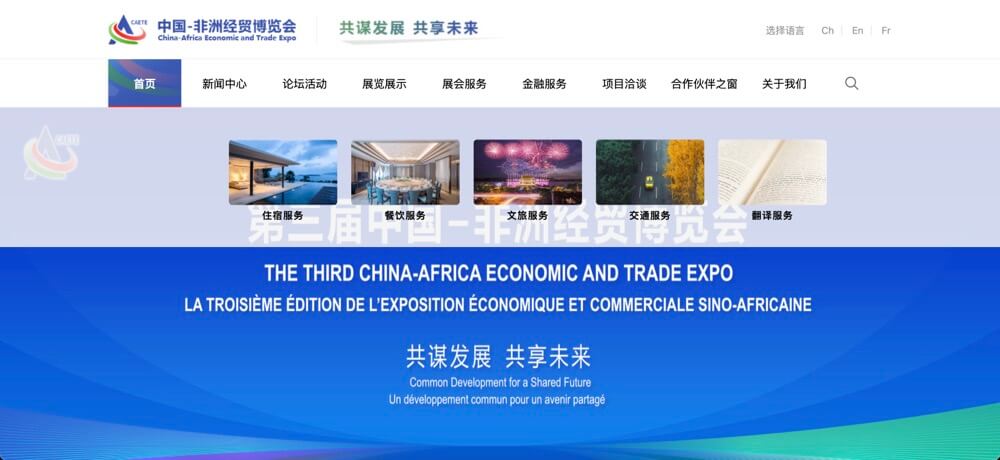 CAETE
中国-非洲经贸博览会
China-Africa Economic and Trade Expo
共谋发展 共享未来
选择语言 Ch En Fr
首页 新闻中心 论坛活动 展览展示 展会服务 金融服务 项目洽谈 合作伙伴之窗 关于我们
CAETE
住宿服务 餐饮服务 文旅服务 交通服务 翻译服务
第三届中国-非洲经贸博览会
THE THIRD CHINA-AFRICA ECONOMIC AND TRADE EXPO
LA TROISIÈME ÉDITION DE L'EXPOSITION ÉCONOMIQUE ET COMMERCIALE SINO-AFRICAINE
共谋发展 共享未来
Common Development for a Shared Future
Un développement commun pour un avenir partagé